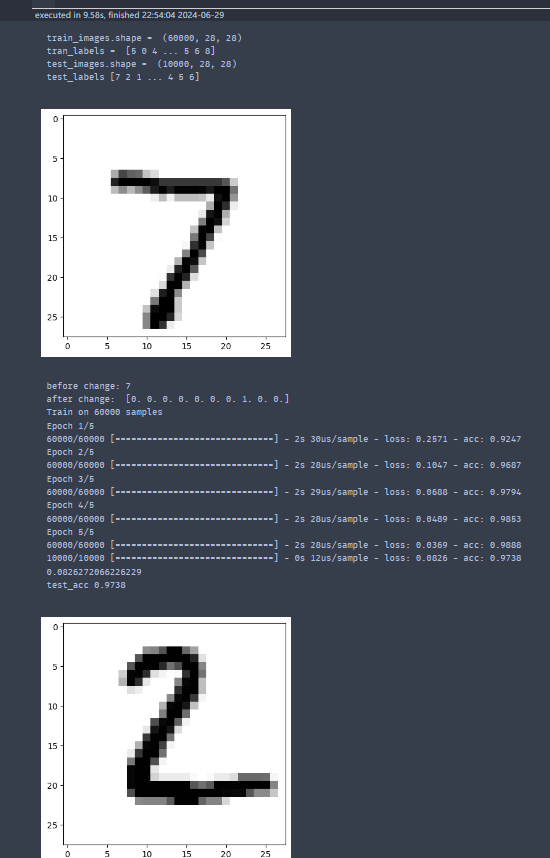 executed in 9.58s, finished 22:54:04 2024-06-29
train_images.shape = (60000, 28, 28)
tran_labels = [5 0 4 ... 5 6 8]
test_images.shape = (10000, 28, 28)
test_labels [7 2 1 ... 4 5 6]
0
5
10
15
20
25
0 5 10 15 20 25
before change: 7
after change: [0. 0. 0. 0. 0. 0. 0. 1. 0. 0.]
Train on 60000 samples
Epoch 1/5
60000/60000 [==============================] - 2s 30us/sample - loss: 0.2571 - acc: 0.9247
Epoch 2/5
60000/60000 [==============================] - 2s 28us/sample - loss: 0.1047 - acc: 0.9687
Epoch 3/5
60000/60000 [==============================] - 2s 29us/sample - loss: 0.0688 - acc: 0.9794
Epoch 4/5
60000/60000 [==============================] - 2s 28us/sample - loss: 0.0489 - acc: 0.9853
Epoch 5/5
60000/60000 [==============================] - 2s 28us/sample - loss: 0.0369 - acc: 0.9888
10000/10000 [==============================] - 0s 12us/sample - loss: 0.0826 - acc: 0.9738
0.0826272066226229
test_acc 0.9738
0
5
10
15
20
25
0 5 10 15 20 25